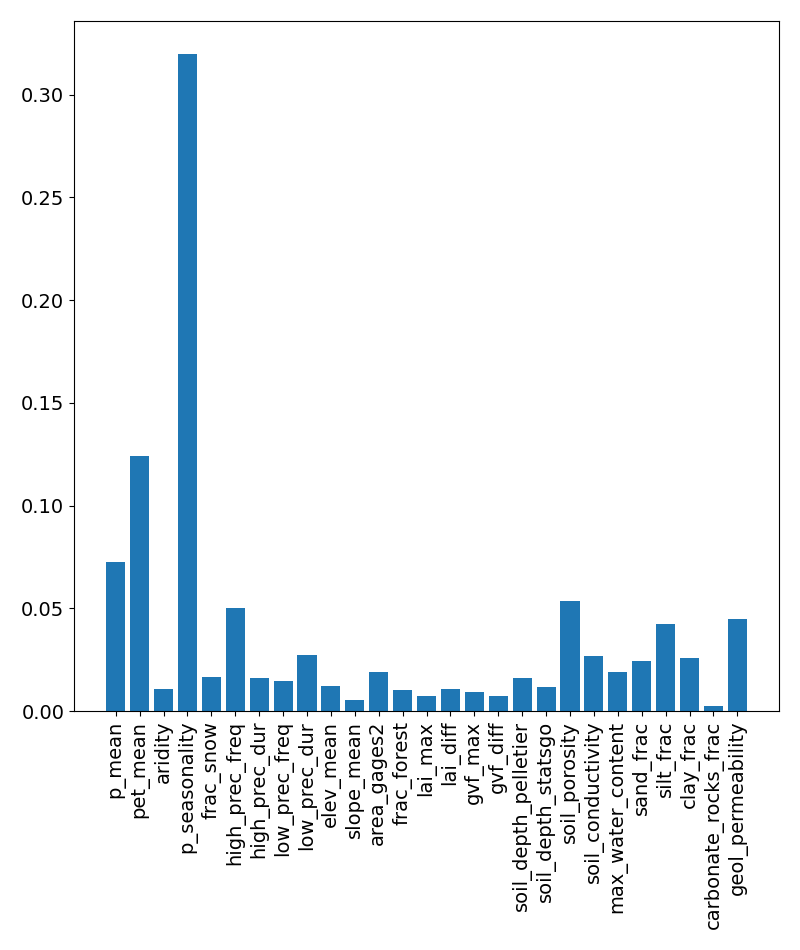 0.30
0.25
0.20
0.15
0.10
0.05
0.00
p_mean
pet_mean
aridity
p_seasonality
frac_snow
high_prec_freq
high_prec_dur
low_prec_freq
low_prec_dur
elev_mean
slope_mean
area_gages2
frac_forest
lai_max
lai_diff
gvf_max
gvf_diff
soil_depth_pelletier
soil_depth_statsgo
soil_porosity
soil_conductivity
max_water_content
sand_frac
silt_frac
clay_frac
carbonate_rocks_frac
geol_permeability